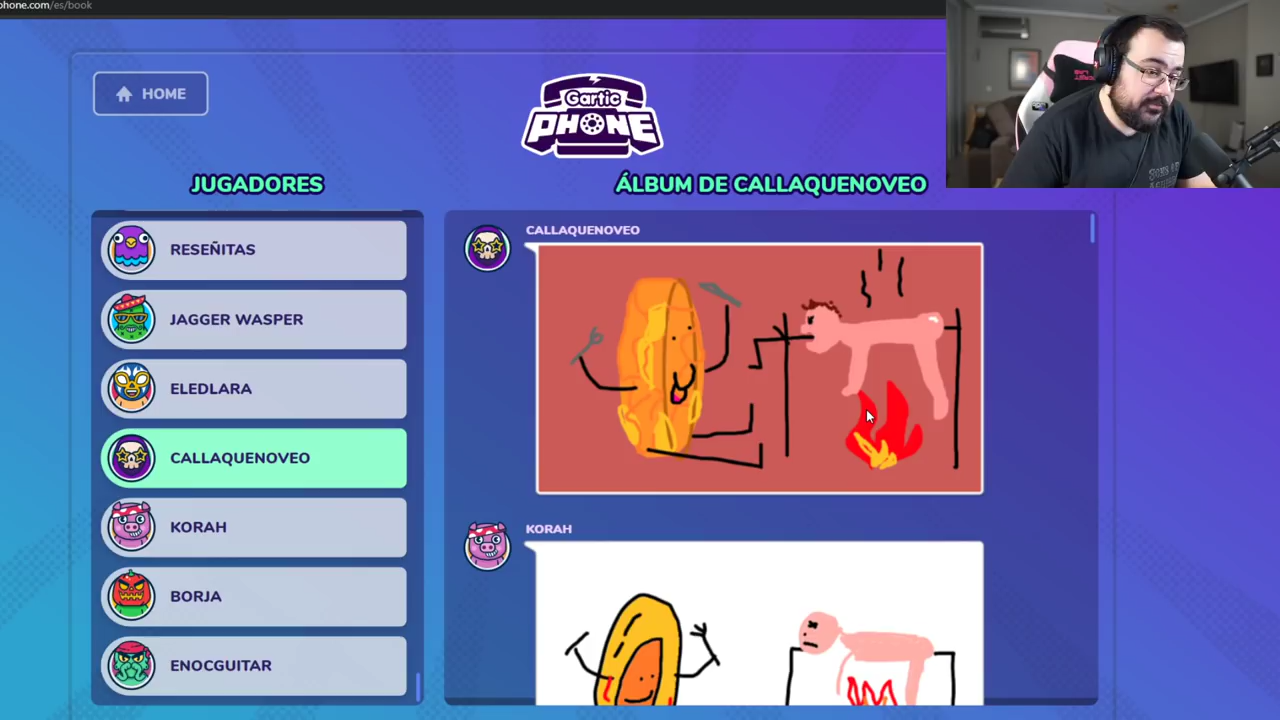 phone.com/es/book
HOME
Gartic
PHONE
JUGADORES
ÁLBUM DE CALLAQUENOVEO
RESEÑITAS
JAGGER WASPER
ELEDLARA
CALLAQUENOVEO
KORAH
BORJA
ENOCGUITAR
CALLAQUENOVEO
KORAH